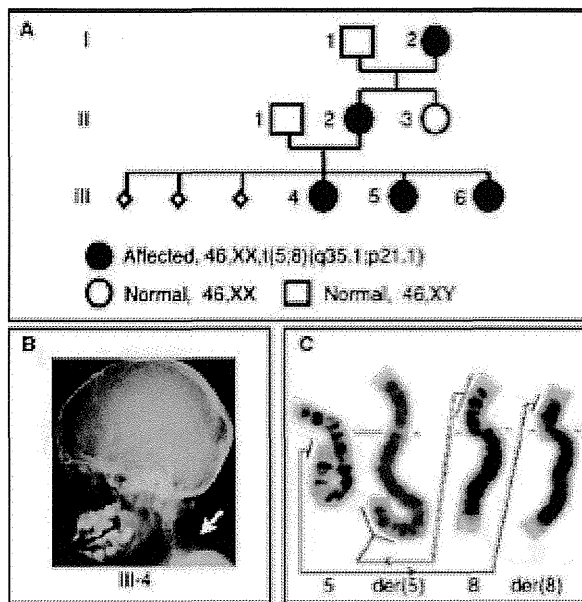 A
I 1 2
II 1 2 3
III 4 5 6
Affected, 46,XX,t(5;8)(q35.1;p21.1)
Normal, 46,XX Normal, 46,XY
B
III-4
C
5 der(5) 8 der(8)